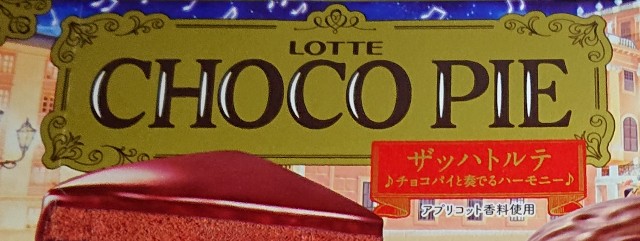 LOTTE
CHOCO PIE
ザッハトルテ
♪チョコパイと奏でるハーモニー♪
アプリコット香料使用